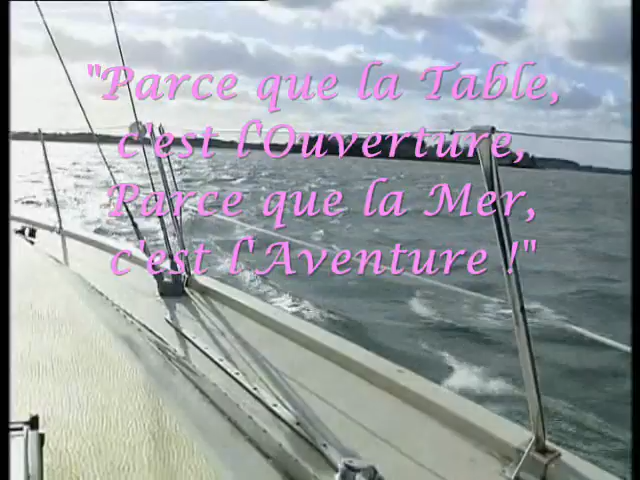 "Parce que la Table,
c'est l'Ouverture,
Parce que la Mer,
c'est l'Aventure !"